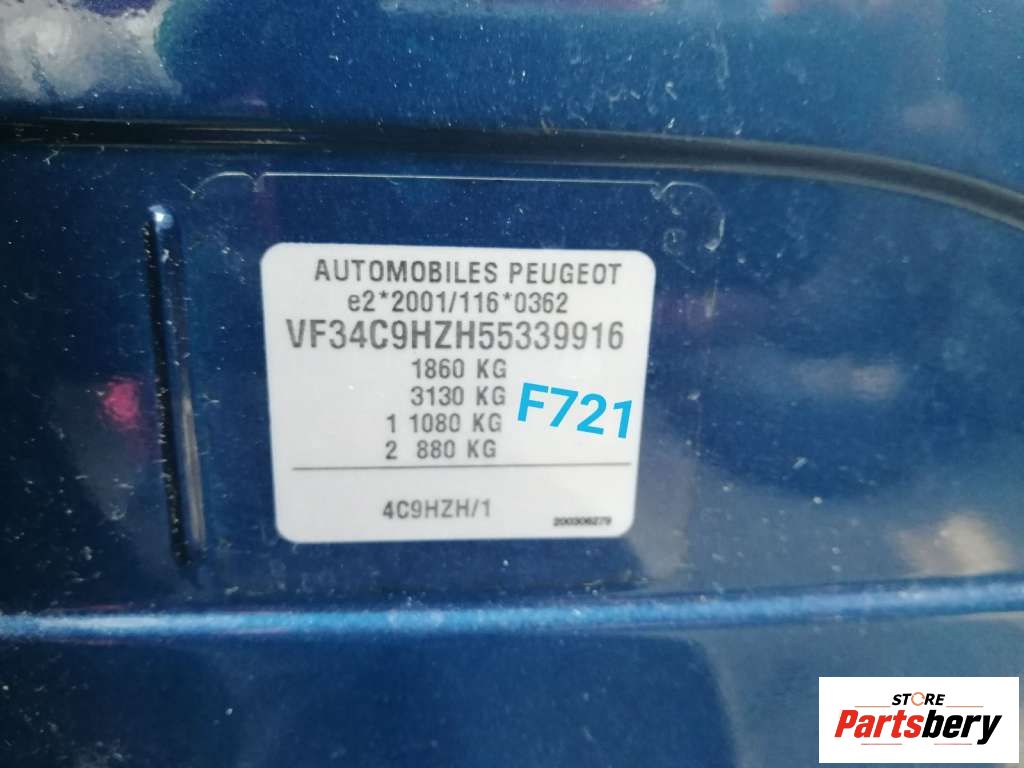 AUTOMOBILES PEUGEOT
e2*2001/116*0362
VF34C9HZH55339916
1860 KG
3130 KG
1 1080 KG
2 880 KG
F721
4C9HZH/1
200306279
STORE
Partsbery